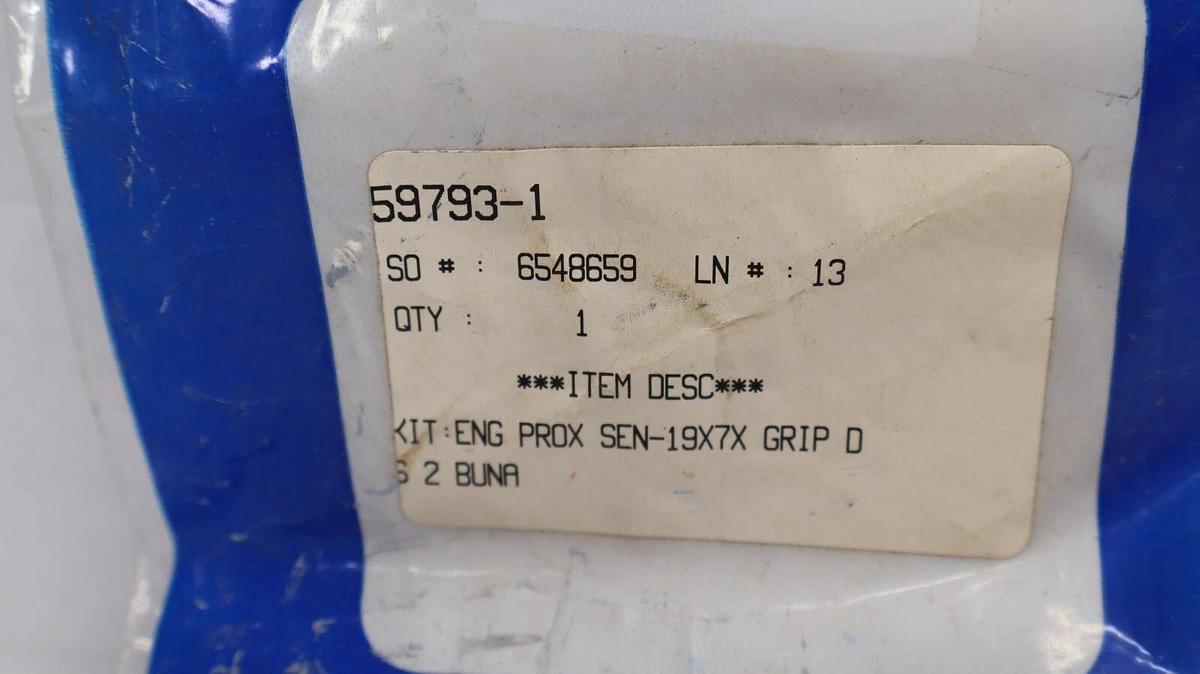 59793-1
SO # : 6548659 LN # : 13
QTY : 1
***ITEM DESC***
KIT:ENG PROX SEN-19X7X GRIP D
S 2 BUNA